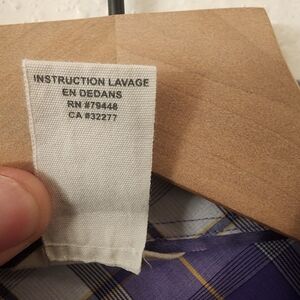 INSTRUCTION LAVAGE
EN DEDANS
RN #79448
CA #32277